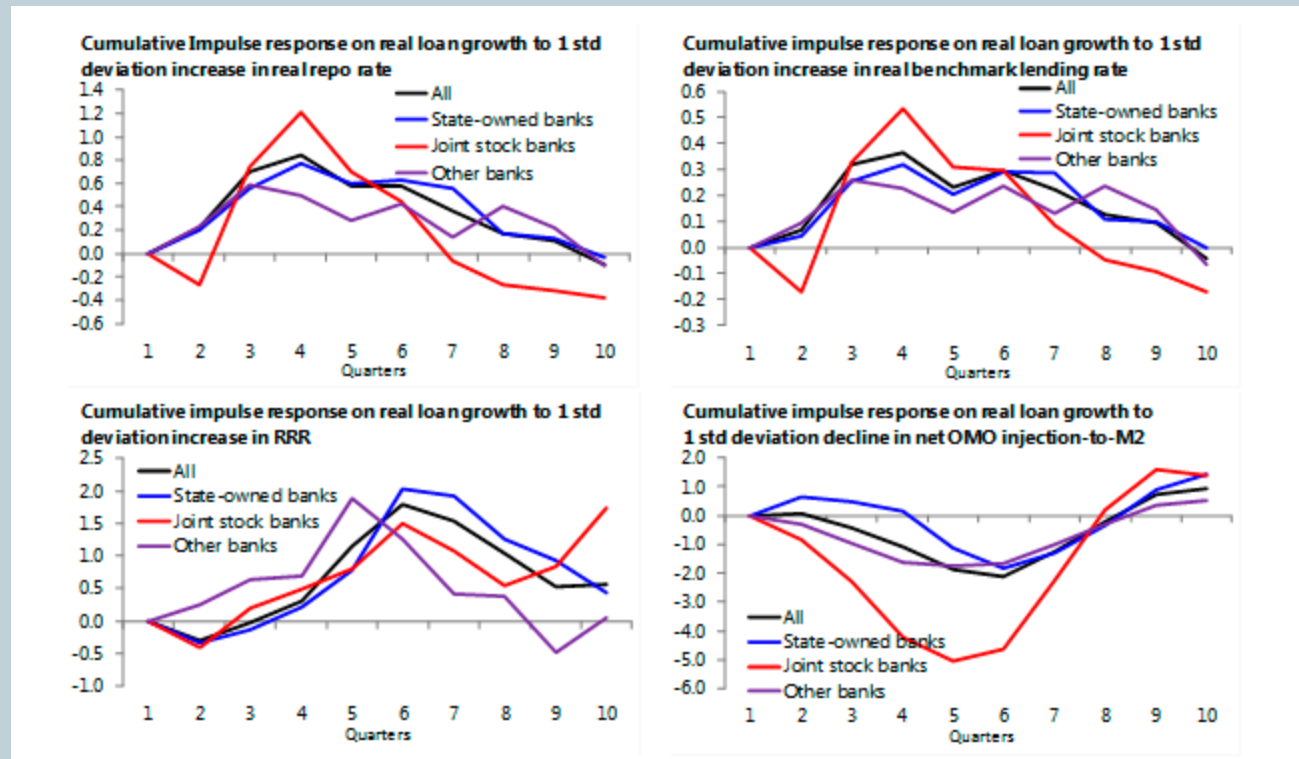 Cumulative Impulse response on real loan growth to 1 std
deviation increase in real repo rate
1.4
1.2
1.0
0.8
0.6
0.4
0.2
0.0
-0.2
-0.4
-0.6
All
State-owned banks
Joint stock banks
Other banks
1 2 3 4 5 6 7 8 9 10
Quarters
Cumulative impulse response on real loan growth to 1 std
deviation increase in real benchmark lending rate
0.6
0.5
0.4
0.3
0.2
0.1
0.0
-0.1
-0.2
-0.3
All
State-owned banks
Joint stock banks
Other banks
1 2 3 4 5 6 7 8 9 10
Quarters
Cumulative impulse response on real loan growth to 1 std
deviation increase in RRR
2.5
2.0
1.5
1.0
0.5
0.0
-0.5
-1.0
All
State-owned banks
Joint stock banks
Other banks
1 2 3 4 5 6 7 8 9 10
Quarters
Cumulative impulse response on real loan growth to
1 std deviation decline in net OMO injection-to-M2
2.0
1.0
0.0
-1.0
-2.0
-3.0
-4.0
-5.0
-6.0
All
State-owned banks
Joint stock banks
Other banks
1 2 3 4 5 6 7 8 9 10
Quarters